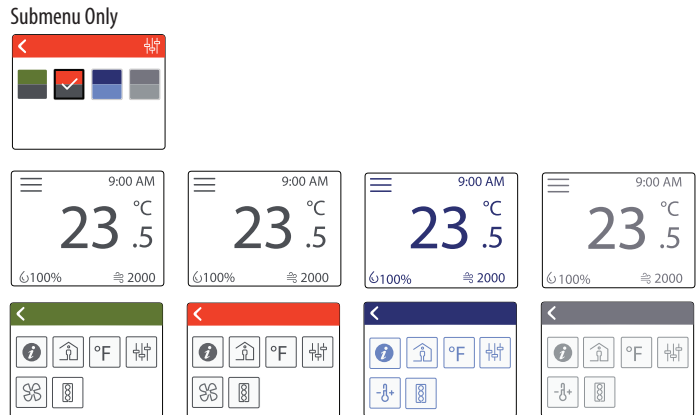 Submenu Only
9:00 AM 9:00 AM 9:00 AM 9:00 AM
°C °C °C °C
23 .5 23 .5 23 .5 23 .5
100% 2000 100% 2000 100% 2000 100% 2000
i °F i °F i °F i °F